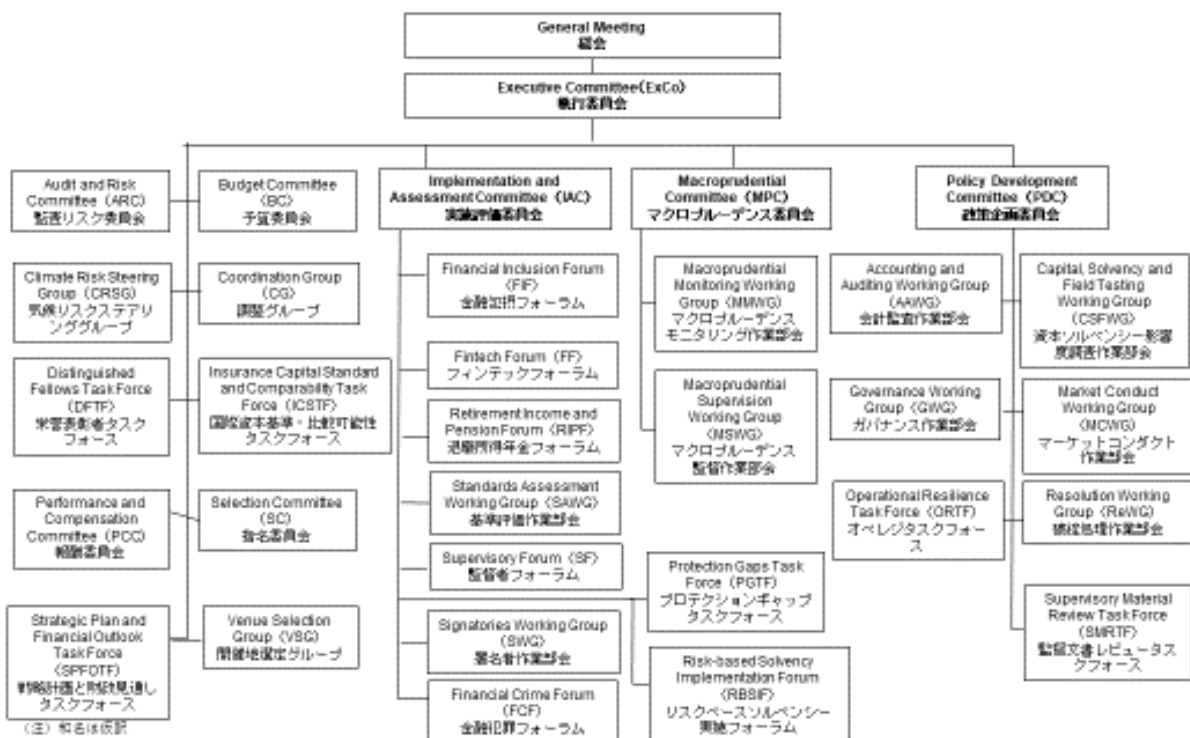 General Meeting
総会
Executive Committee(ExCo)
執行委員会
Audit and Risk
Committee (ARC)
監査リスク委員会
Budget Committee
(BC)
予算委員会
Implementation and
Assessment Committee (IAC)
実施評価委員会
Macroprudential
Committee (MPC)
マクロプルーデンス委員会
Policy Development
Committee (PDC)
政策企画委員会
Climate Risk Steering
Group (CRSG)
気候リスクステアリ
ンググループ
Coordination Group
(CG)
調整グループ
Distinguished
Fellows Task Force
(DFTF)
栄誉表彰者タスク
フォース
Insurance Capital Standard
and Comparability Task
Force (ICSTF)
国際資本基準・比較可能性
タスクフォース
Performance and
Compensation
Committee (PCC)
報酬委員会
Selection Committee
(SC)
指名委員会
Strategic Plan and
Financial Outlook
Task Force
(SPFOTF)
戦略計画と財政見通し
タスクフォース
Venue Selection
Group (VSG)
開催地選定グループ
Financial Inclusion Forum
(FIF)
金融包摂フォーラム
Fintech Forum (FF)
フィンテックフォーラム
Retirement Income and
Pension Forum (RIPF)
退職所得年金フォーラム
Standards Assessment
Working Group (SAWG)
基準評価作業部会
Supervisory Forum (SF)
監督者フォーラム
Signatories Working Group
(SWG)
署名者作業部会
Financial Crime Forum
(FCF)
金融犯罪フォーラム
Protection Gaps Task
Force (PGTF)
プロテクションギャップ
タスクフォース
Risk-based Solvency
Implementation Forum
(RBSIF)
リスクベースソルベンシー
実施フォーラム
Macroprudential
Monitoring Working
Group (MMWG)
マクロプルーデンス
モニタリング作業部会
Macroprudential
Supervision
Working Group
(MSWG)
マクロプルーデンス
監督作業部会
Accounting and
Auditing Working
Group (AAWG)
会計監査作業部会
Capital, Solvency and
Field Testing
Working Group
(CSFWG)
資本ソルベンシー影響
度調査作業部会
Governance Working
Group (GWG)
ガバナンス作業部会
Market Conduct
Working Group
(MCWG)
マーケットコンダクト
作業部会
Operational Resilience
Task Force (ORTF)
オペレジタスクフォー
ス
Resolution Working
Group (ReWG)
破綻処理作業部会
Supervisory Material
Review Task Force
(SMRTF)
監督文書レビュータス
クフォース
(注) 和名は仮訳